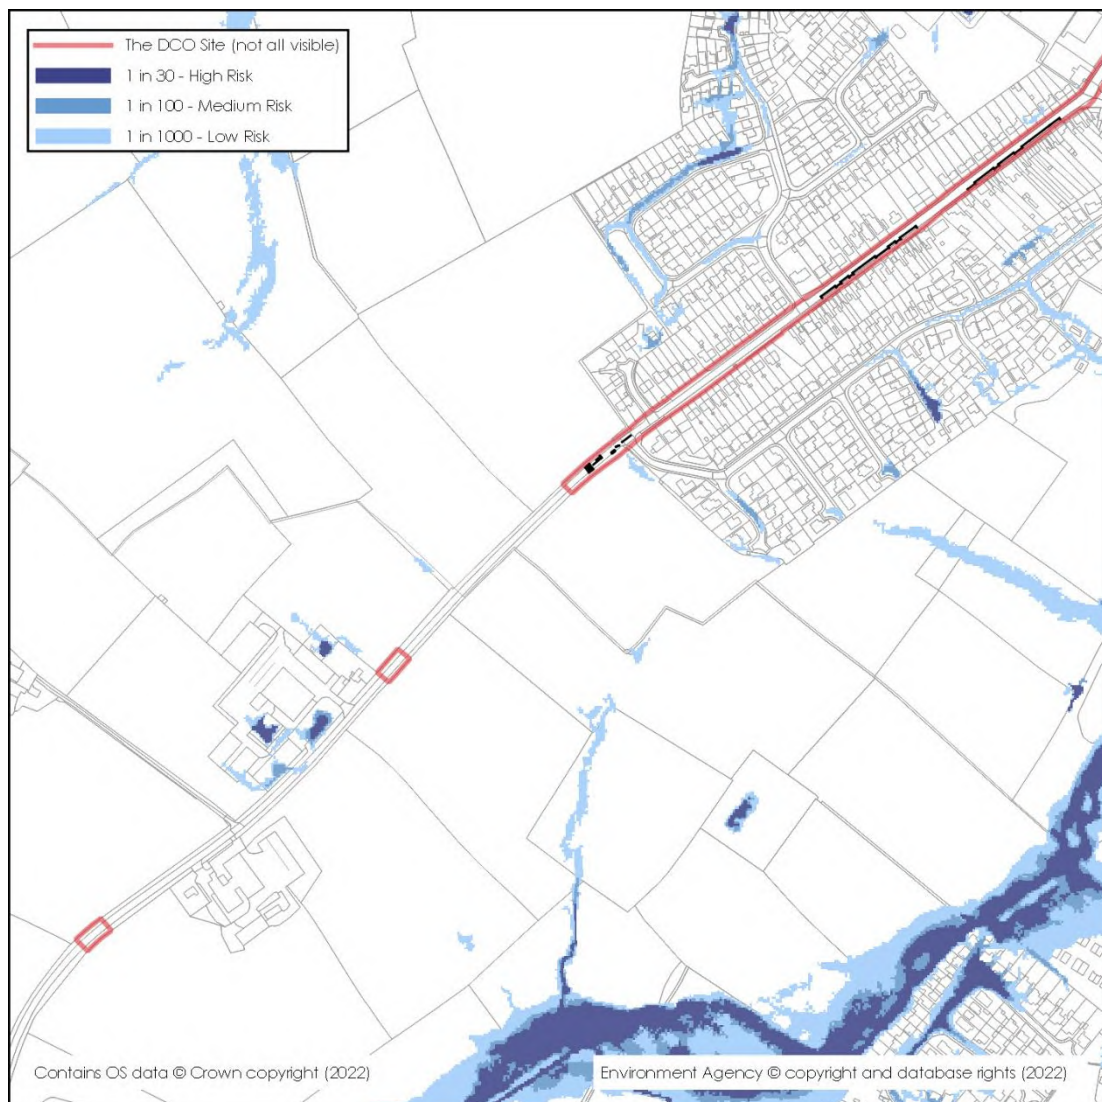 The DCO Site (not all visible)
1 in 30 - High Risk
1 in 100 - Medium Risk
1 in 1000 - Low Risk
Contains OS data © Crown copyright (2022)
Environment Agency © copyright and database rights (2022)